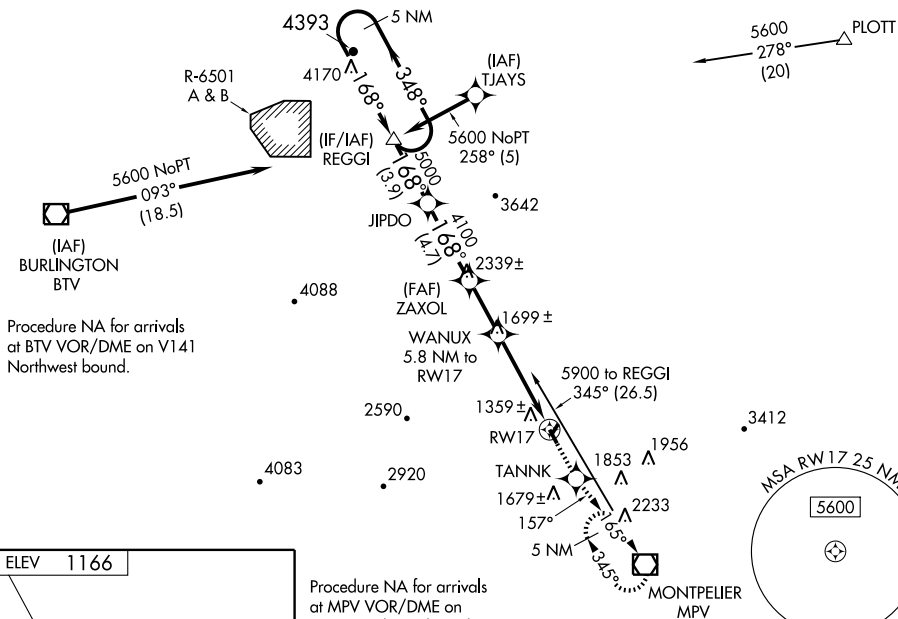 5 NM
4393
5600
278°
(20)
PLOTT
4170
168°
348°
(IAF)
TJAYS
R-6501
A & B
5600 NoPT
258° (5)
(IF/IAF)
REGGI
5600 NoPT
093°
(18.5)
5000
168°
(3.9)
3642
JIPDO
(IAF)
BURLINGTON
BTV
4100
168°
(4.7)
2339±
(FAF)
ZAXOL
4088
Procedure NA for arrivals
at BTV VOR/DME on V141
Northwest bound.
1699 ±
WANUX
5.8 NM to
RW17
5900 to REGGI
345° (26.5)
2590
1359 ±
RW17
3412
1956
1853
TANNK
4083
2920
1679±
157°
165°
2233
MSA RW17 25 NM
5600
5 NM
345°
MONTPELIER
MPV
ELEV 1166
Procedure NA for arrivals
at MPV VOR/DME on